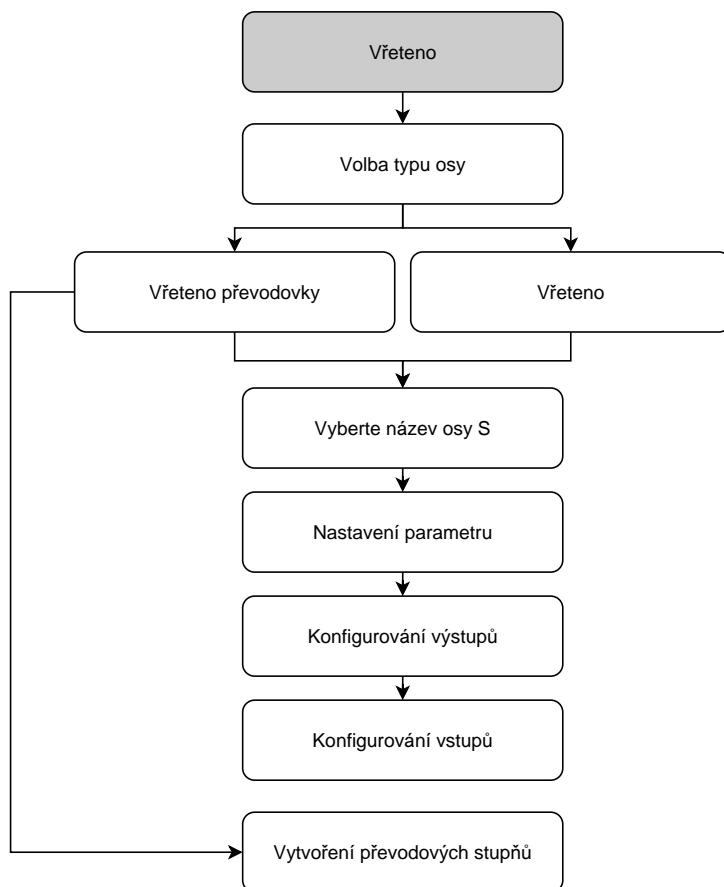 Vřeteno
Volba typu osy
Vřeteno převodovky
Vřeteno
Vyberte název osy S
Nastavení parametru
Konfigurování výstupů
Konfigurování vstupů
Vytvoření převodových stupňů